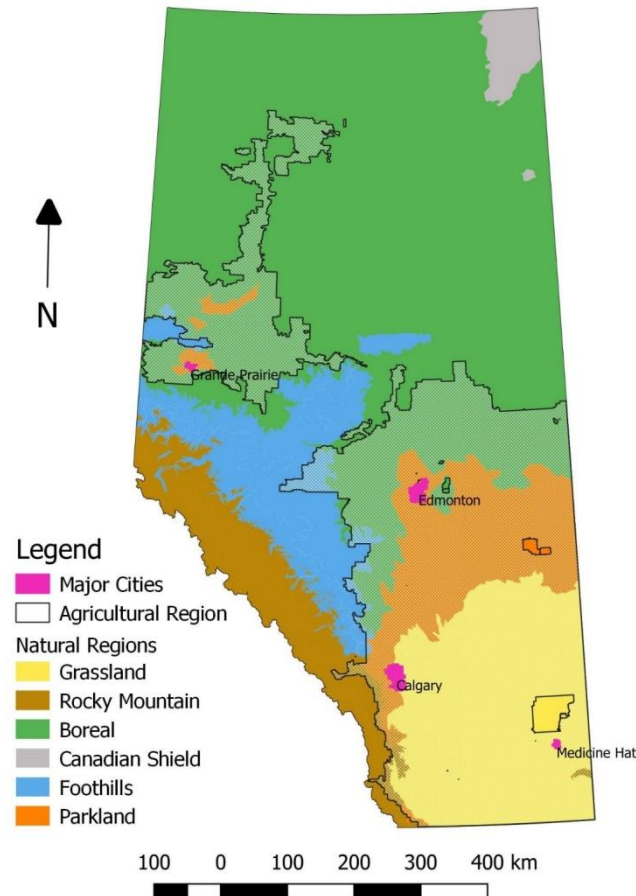 N
Grande Prairie
Edmonton
Calgary
Medicine Hat
Legend
Major Cities
Agricultural Region
Natural Regions
Grassland
Rocky Mountain
Boreal
Canadian Shield
Foothills
Parkland
100 0 100 200 300 400 km